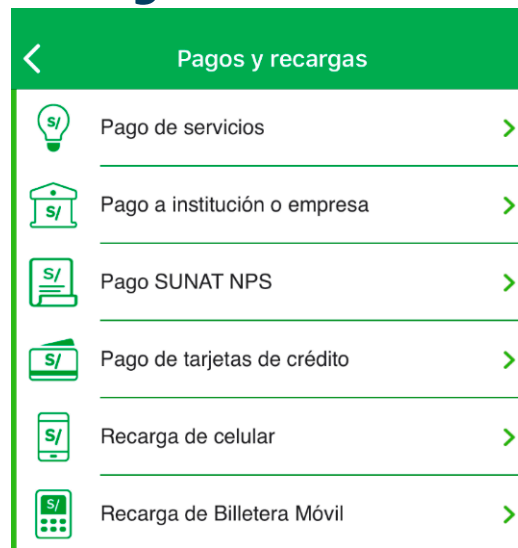 Pagos y recargas
S/ Pago de servicios
S/ Pago a institución o empresa
S/ Pago SUNAT NPS
S/ Pago de tarjetas de crédito
S/ Recarga de celular
S/ Recarga de Billetera Móvil